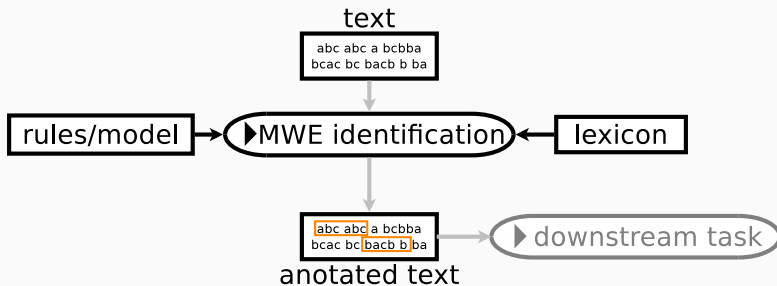 text
abc abc a bcbba
bcac bc bacb b ba
rules/model
MWE identification
lexicon
abc abc a bcbba
bcac bc bacb b ba
downstream task
anotated text